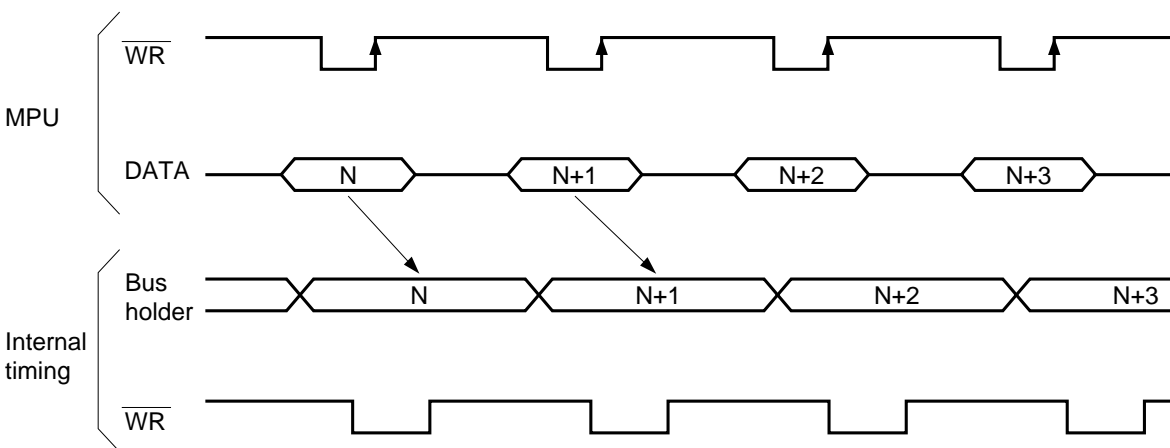 MPU
WR
DATA
N
N+1
N+2
N+3
Internal
timing
Bus
holder
N
N+1
N+2
N+3
WR